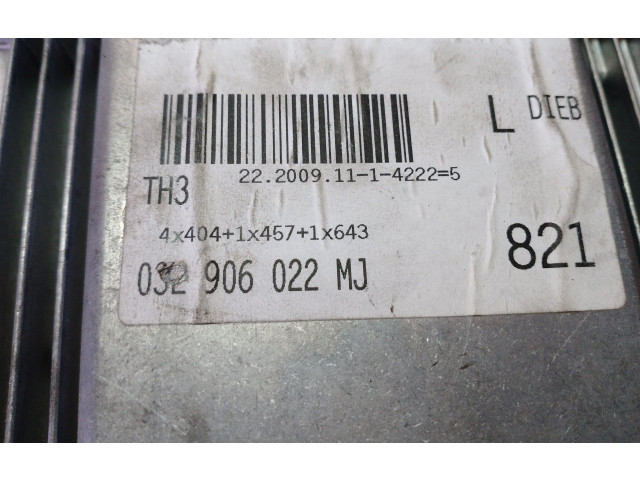 L DIEB
22.2009.11-1-4222=5
TH3
4x404+1x457+1x643
821
032 906 022 MJ